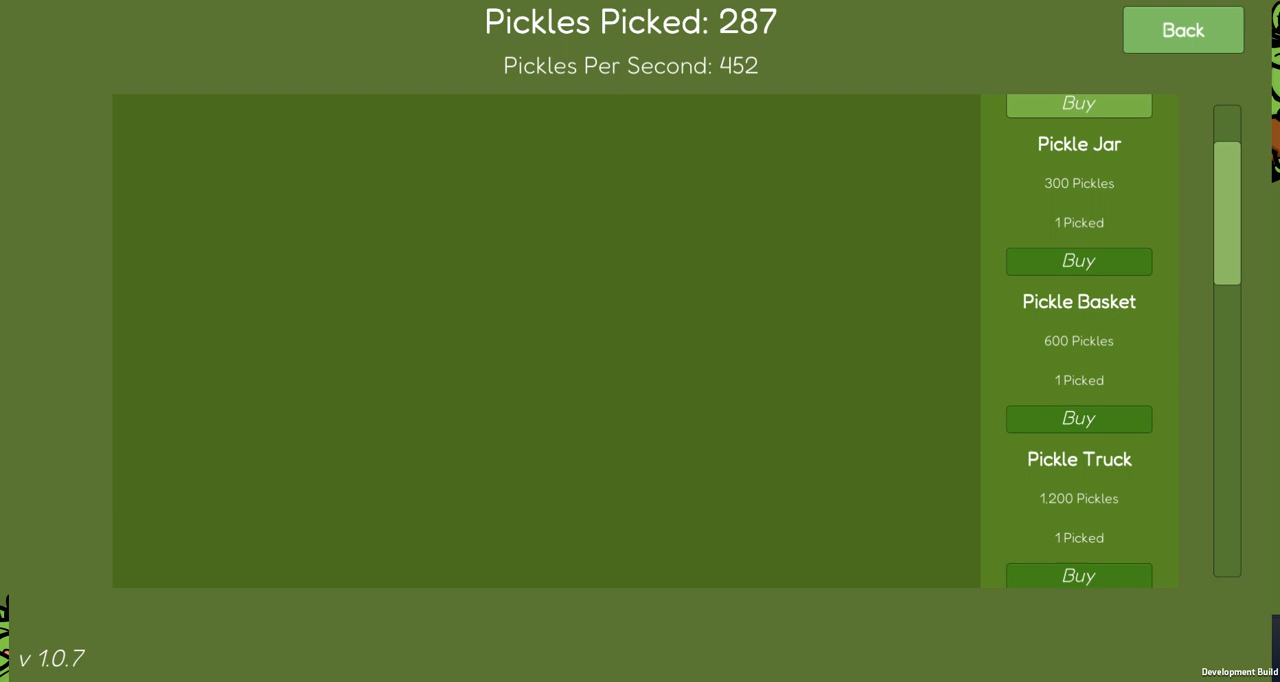 Pickles Picked: 287
Back
Pickles Per Second: 452
Buy
Pickle Jar
300 Pickles
1 Picked
Buy
Pickle Basket
600 Pickles
1 Picked
Buy
Pickle Truck
1,200 Pickles
1 Picked
Buy
v 1.0.7
Development Build